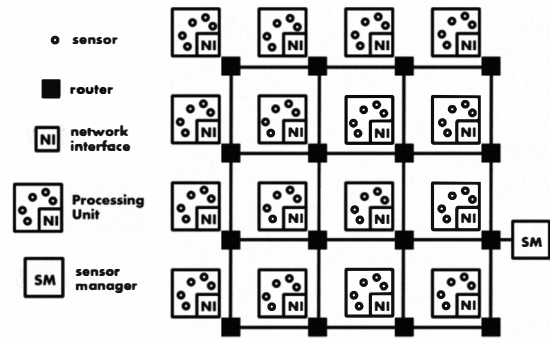 sensor
router
NI
network
interface
NI
Processing
Unit
SM
sensor
manager
NI NI NI NI
NI NI NI NI
NI NI NI NI
SM
NI NI NI NI